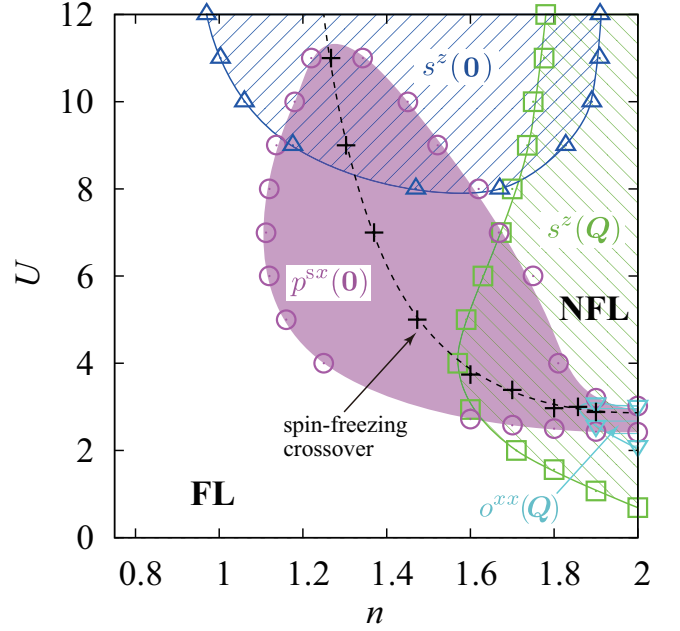 12
10
8
6
4
2
0
U
0.8
1
1.2
1.4
1.6
1.8
2
n
s^z(0)
s^z(Q)
p^{sx}(0)
NFL
spin-freezing
crossover
FL
o^{xx}(Q)